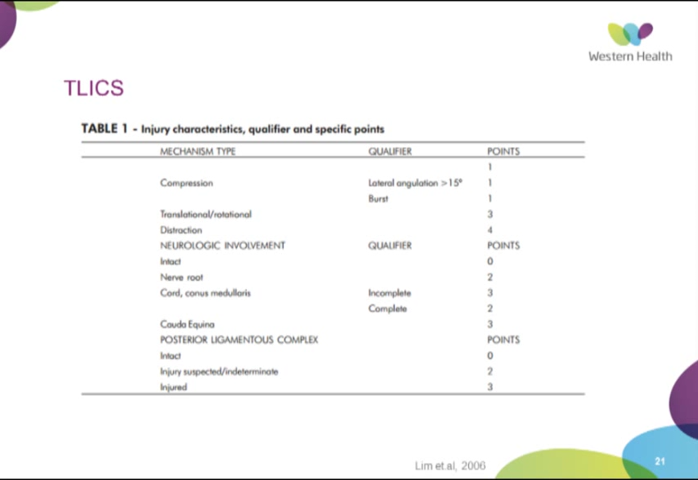 Western Health
TLICS
TABLE 1 - Injury characteristics, qualifier and specific points
MECHANISM TYPE QUALIFIER POINTS
1
Compression Lateral angulation >15° 1
Burst 1
Translational/rotational 3
Distraction 4
NEUROLOGIC INVOLVEMENT QUALIFIER POINTS
Intact 0
Nerve root 2
Cord, conus medullaris Incomplete 3
Complete 2
Cauda Equina 3
POSTERIOR LIGAMENTOUS COMPLEX POINTS
Intact 0
Injury suspected/indeterminate 2
Injured 3
Lim et.al, 2006
21